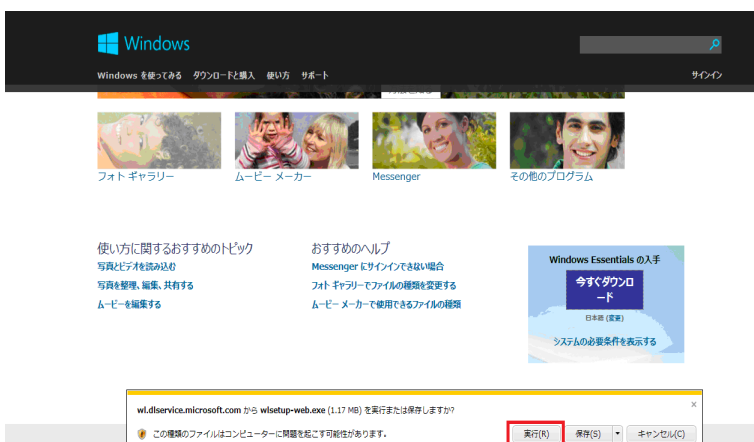 Windows
Windows を使ってみる ダウンロードと購入 使い方 サポート サインイン
フォト ギャラリー ムービー メーカー Messenger その他のプログラム
使い方に関するおすすめのトピック
写真とビデオを読み込む
写真を整理、編集、共有する
ムービーを編集する
おすすめのヘルプ
Messenger にサインインできない場合
フォト ギャラリーでファイルの種類を変更する
ムービー メーカーで使用できるファイルの種類
Windows Essentials の入手
今すぐダウンロ
ード
日本語 (変更)
システムの必要条件を表示する
wl.dlservice.microsoft.com から wlsetup-web.exe (1.17 MB) を実行または保存しますか?
×
この種類のファイルはコンピューターに問題を起こす可能性があります。
実行(R) 保存(S) キャンセル(C)